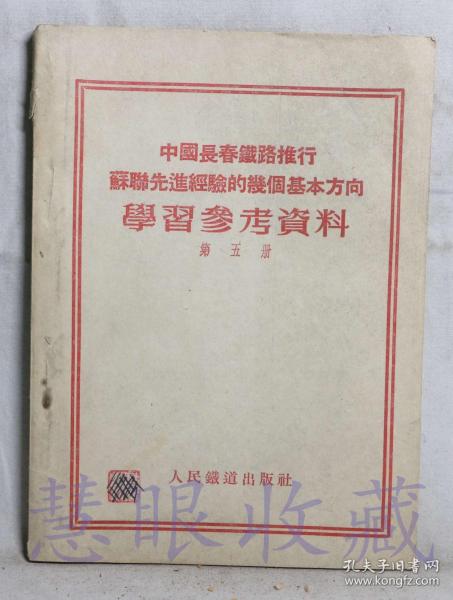 中國長春鐵路推行
蘇聯先進經驗的幾個基本方向
學習參考資料
第五册
人民鐵道出版社
慧眼收藏
孔夫子旧书网
www.kongfz.com